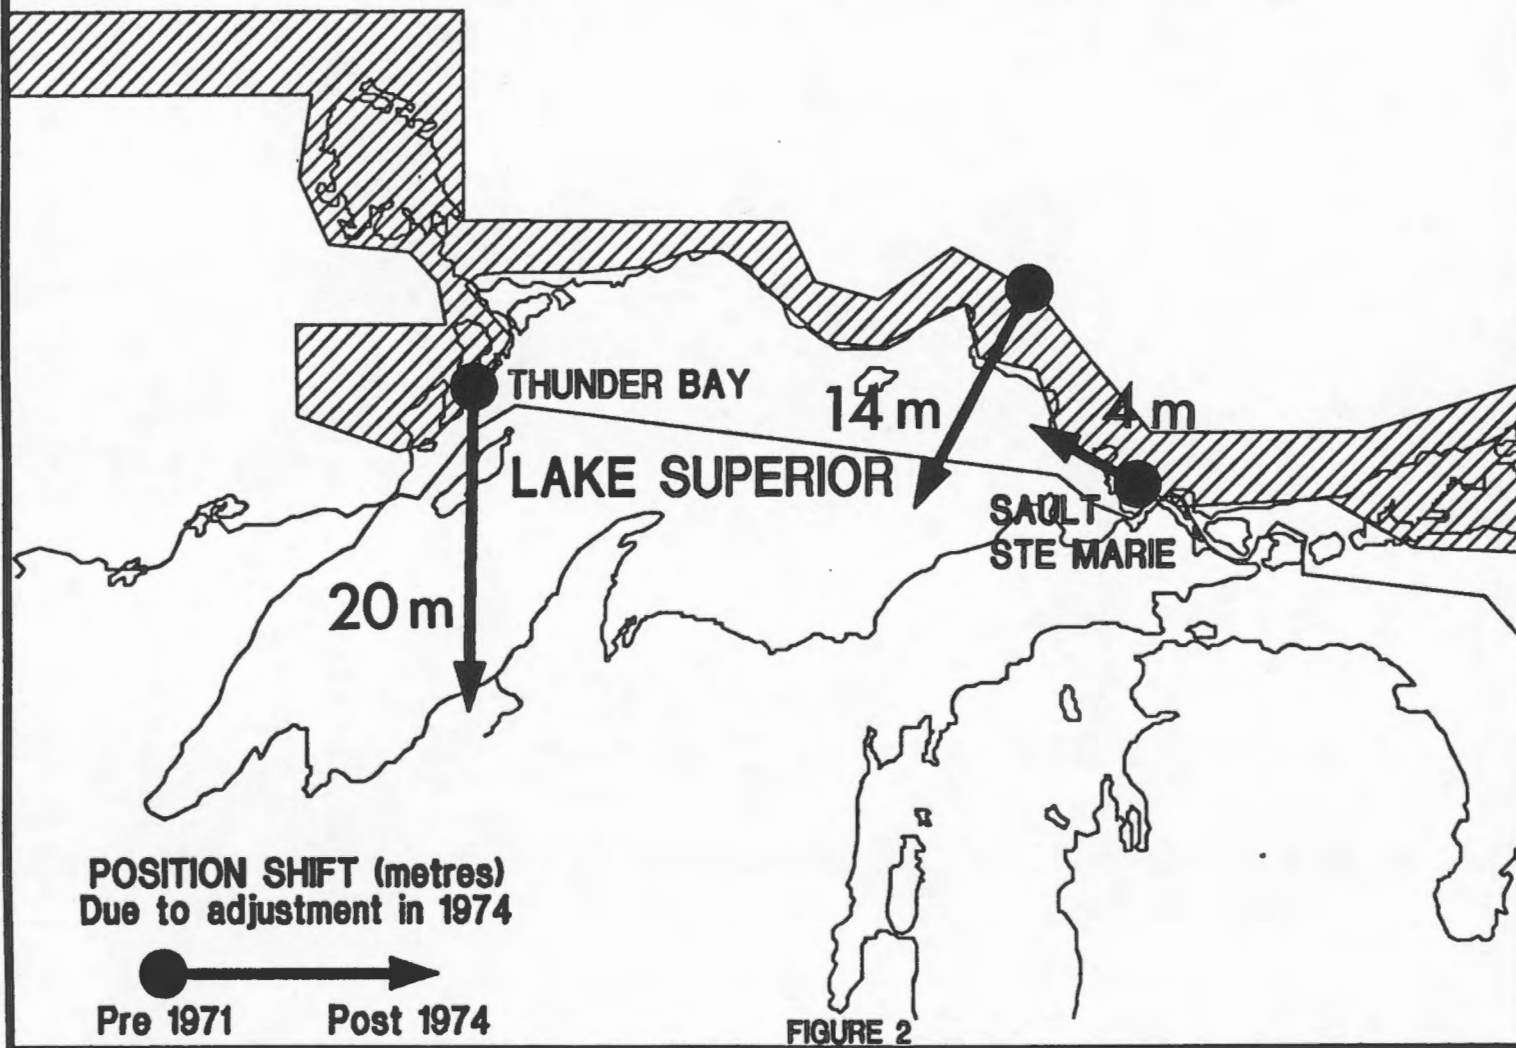 THUNDER BAY
14 m
4 m
LAKE SUPERIOR
SAULT
STE MARIE
20 m
POSITION SHIFT (metres)
Due to adjustment in 1974
Pre 1971 Post 1974
FIGURE 2